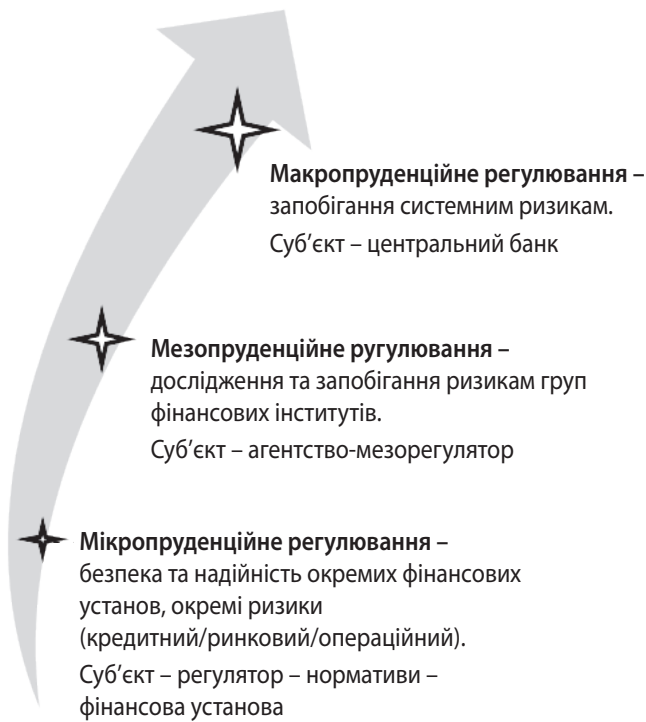 Макропруденційне регулювання –
запобігання системним ризикам.
Суб’єкт – центральний банк
Мезопруденційне ругулювання –
дослідження та запобігання ризикам груп
фінансових інститутів.
Суб’єкт – агентство-мезорегулятор
Мікропруденційне регулювання –
безпека та надійність окремих фінансових
установ, окремі ризики
(кредитний/ринковий/операційний).
Суб’єкт – регулятор – нормативи –
фінансова установа